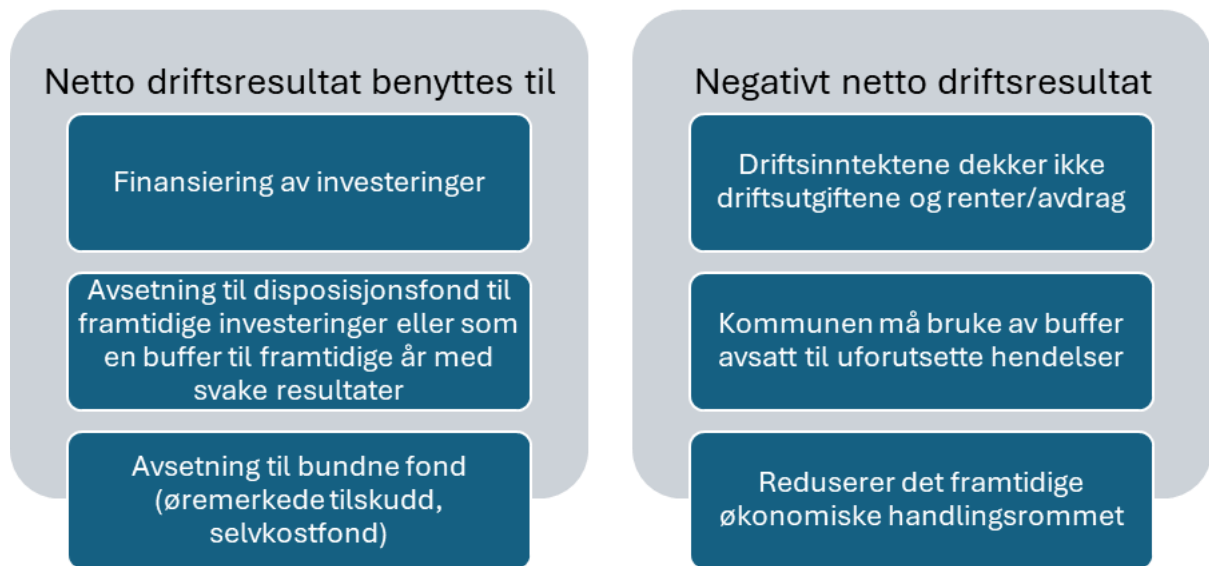 Netto driftsresultat benyttes til
Finansiering av investeringer
Avsetning til disposisjonsfond til
framtidige investeringer eller som
en buffer til framtidige år med
svake resultater
Avsetning til bundne fond
(øremerkede tilskudd,
selvkostfond)
Negativt netto driftsresultat
Driftsinntektene dekker ikke
driftsutgiftene og renter/avdrag
Kommunen må bruke av buffer
avsatt til uforutsette hendelser
Reduserer det framtidige
økonomiske handlingsrommet